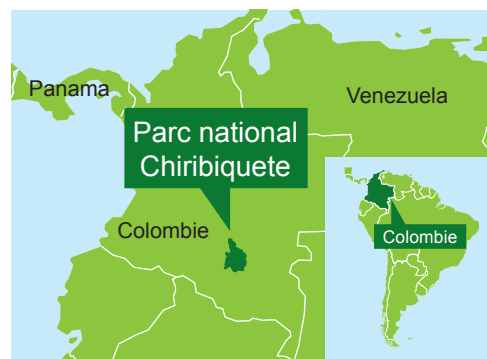 Panama
Venezuela
Parc national
Chiribiquete
Colombie
Colombie